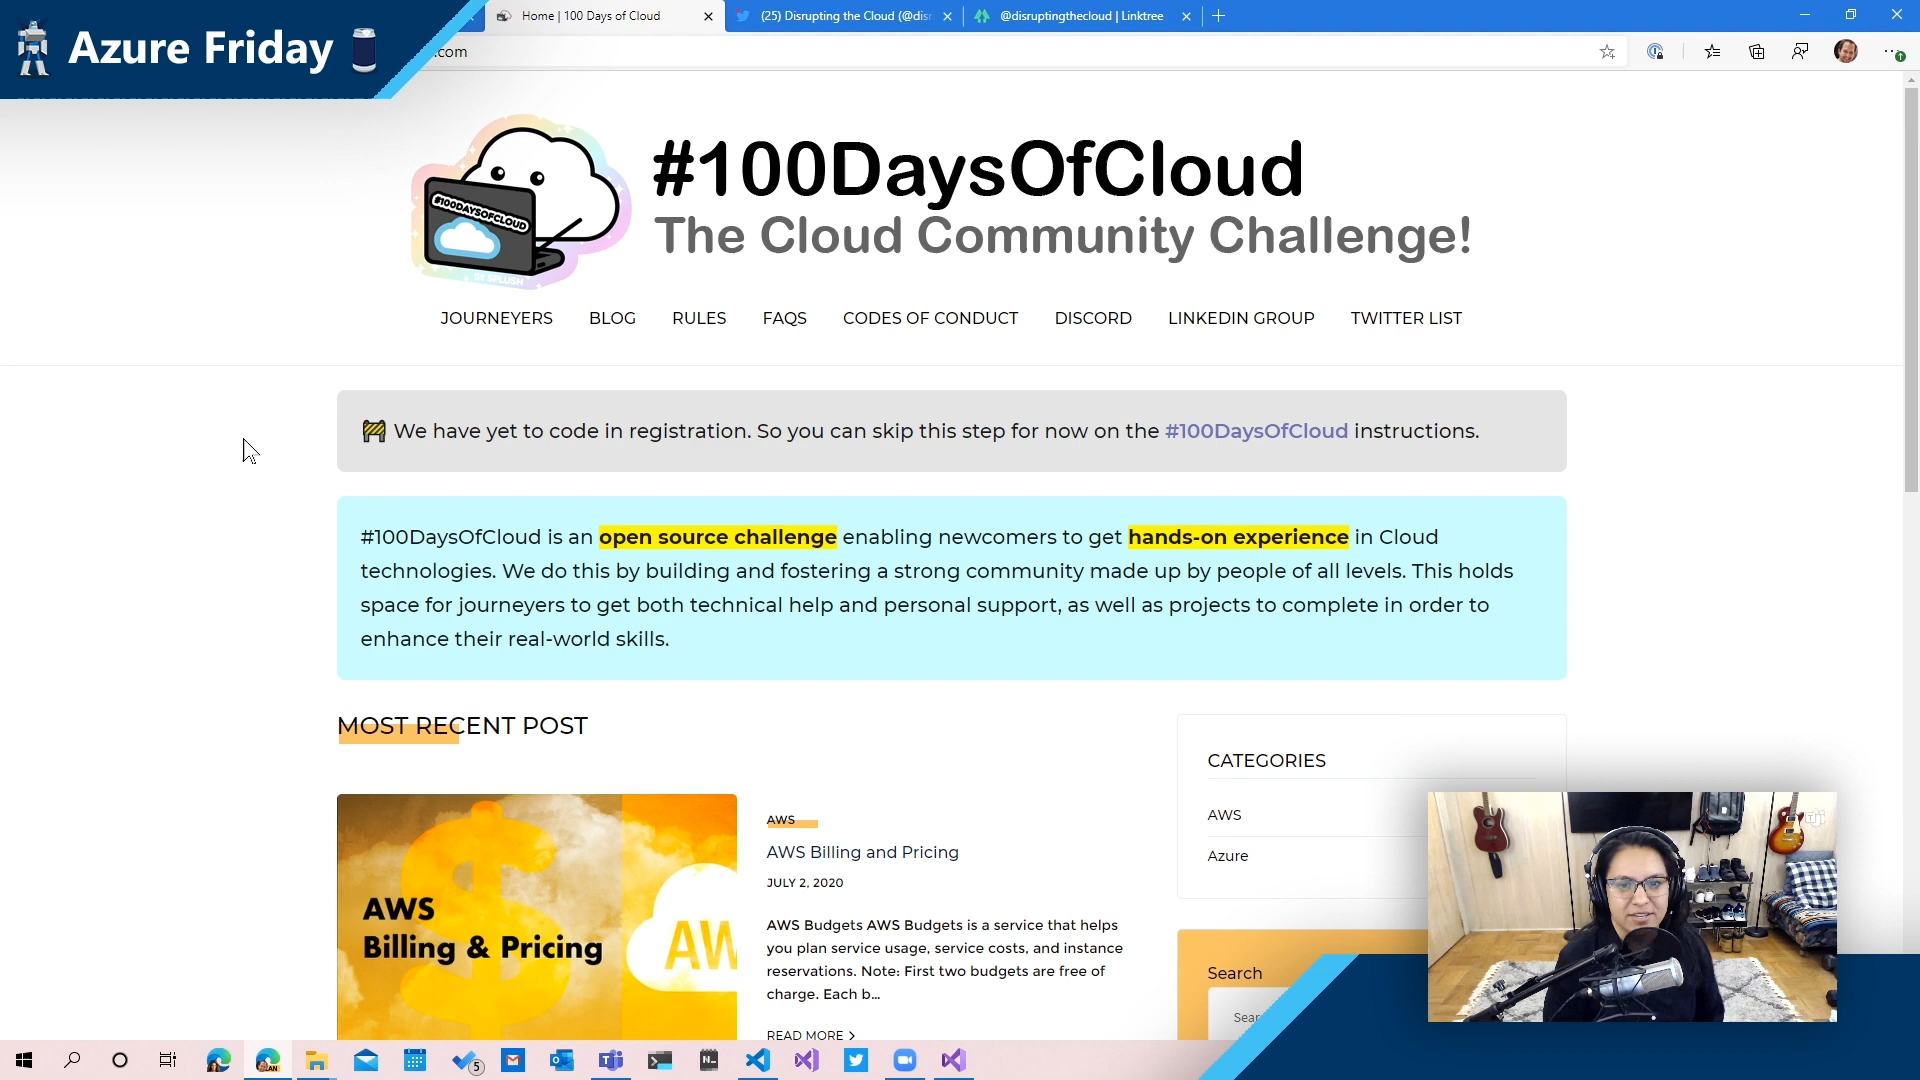 Azure Friday
Home | 100 Days of Cloud
(25) Disrupting the Cloud (@disr
@disruptingthecloud | Linktree
.com
#100DaysOfCloud
The Cloud Community Challenge!
#100DAYSOFCLOUD
JOURNEYERS
BLOG
RULES
FAQS
CODES OF CONDUCT
DISCORD
LINKEDIN GROUP
TWITTER LIST
We have yet to code in registration. So you can skip this step for now on the #100DaysOfCloud instructions.
#100DaysOfCloud is an open source challenge enabling newcomers to get hands-on experience in Cloud
technologies. We do this by building and fostering a strong community made up by people of all levels. This holds
space for journeyers to get both technical help and personal support, as well as projects to complete in order to
enhance their real-world skills.
MOST RECENT POST
AWS
Billing & Pricing
AW
AWS
AWS Billing and Pricing
JULY 2, 2020
AWS Budgets AWS Budgets is a service that helps
you plan service usage, service costs, and instance
reservations. Note: First two budgets are free of
charge. Each b...
READ MORE >
CATEGORIES
AWS
Azure
Search
Sear
5